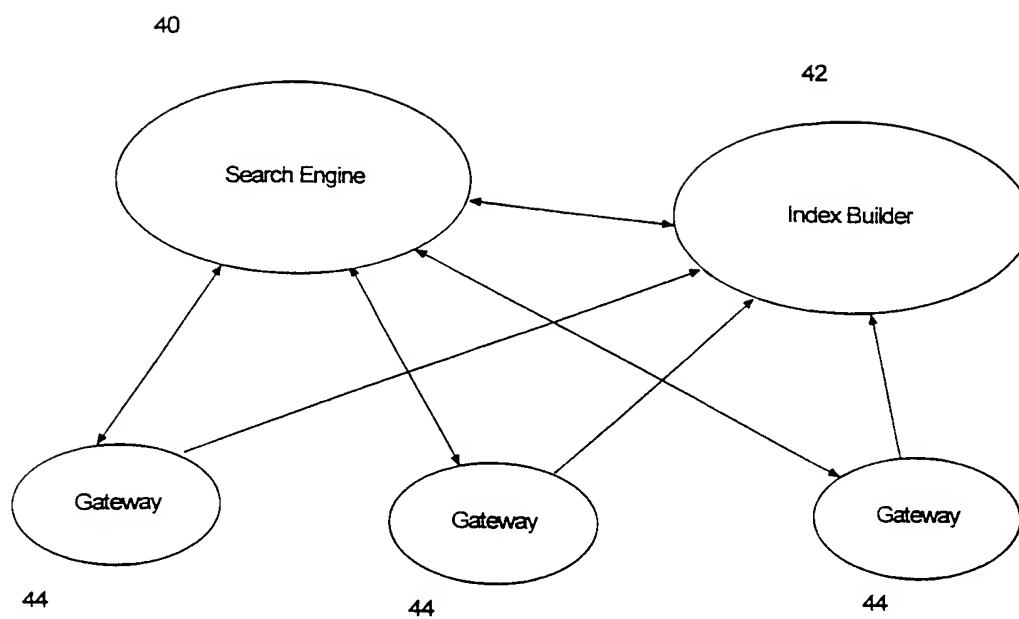 40
42
Search Engine
Index Builder
Gateway
Gateway
Gateway
44
44
44